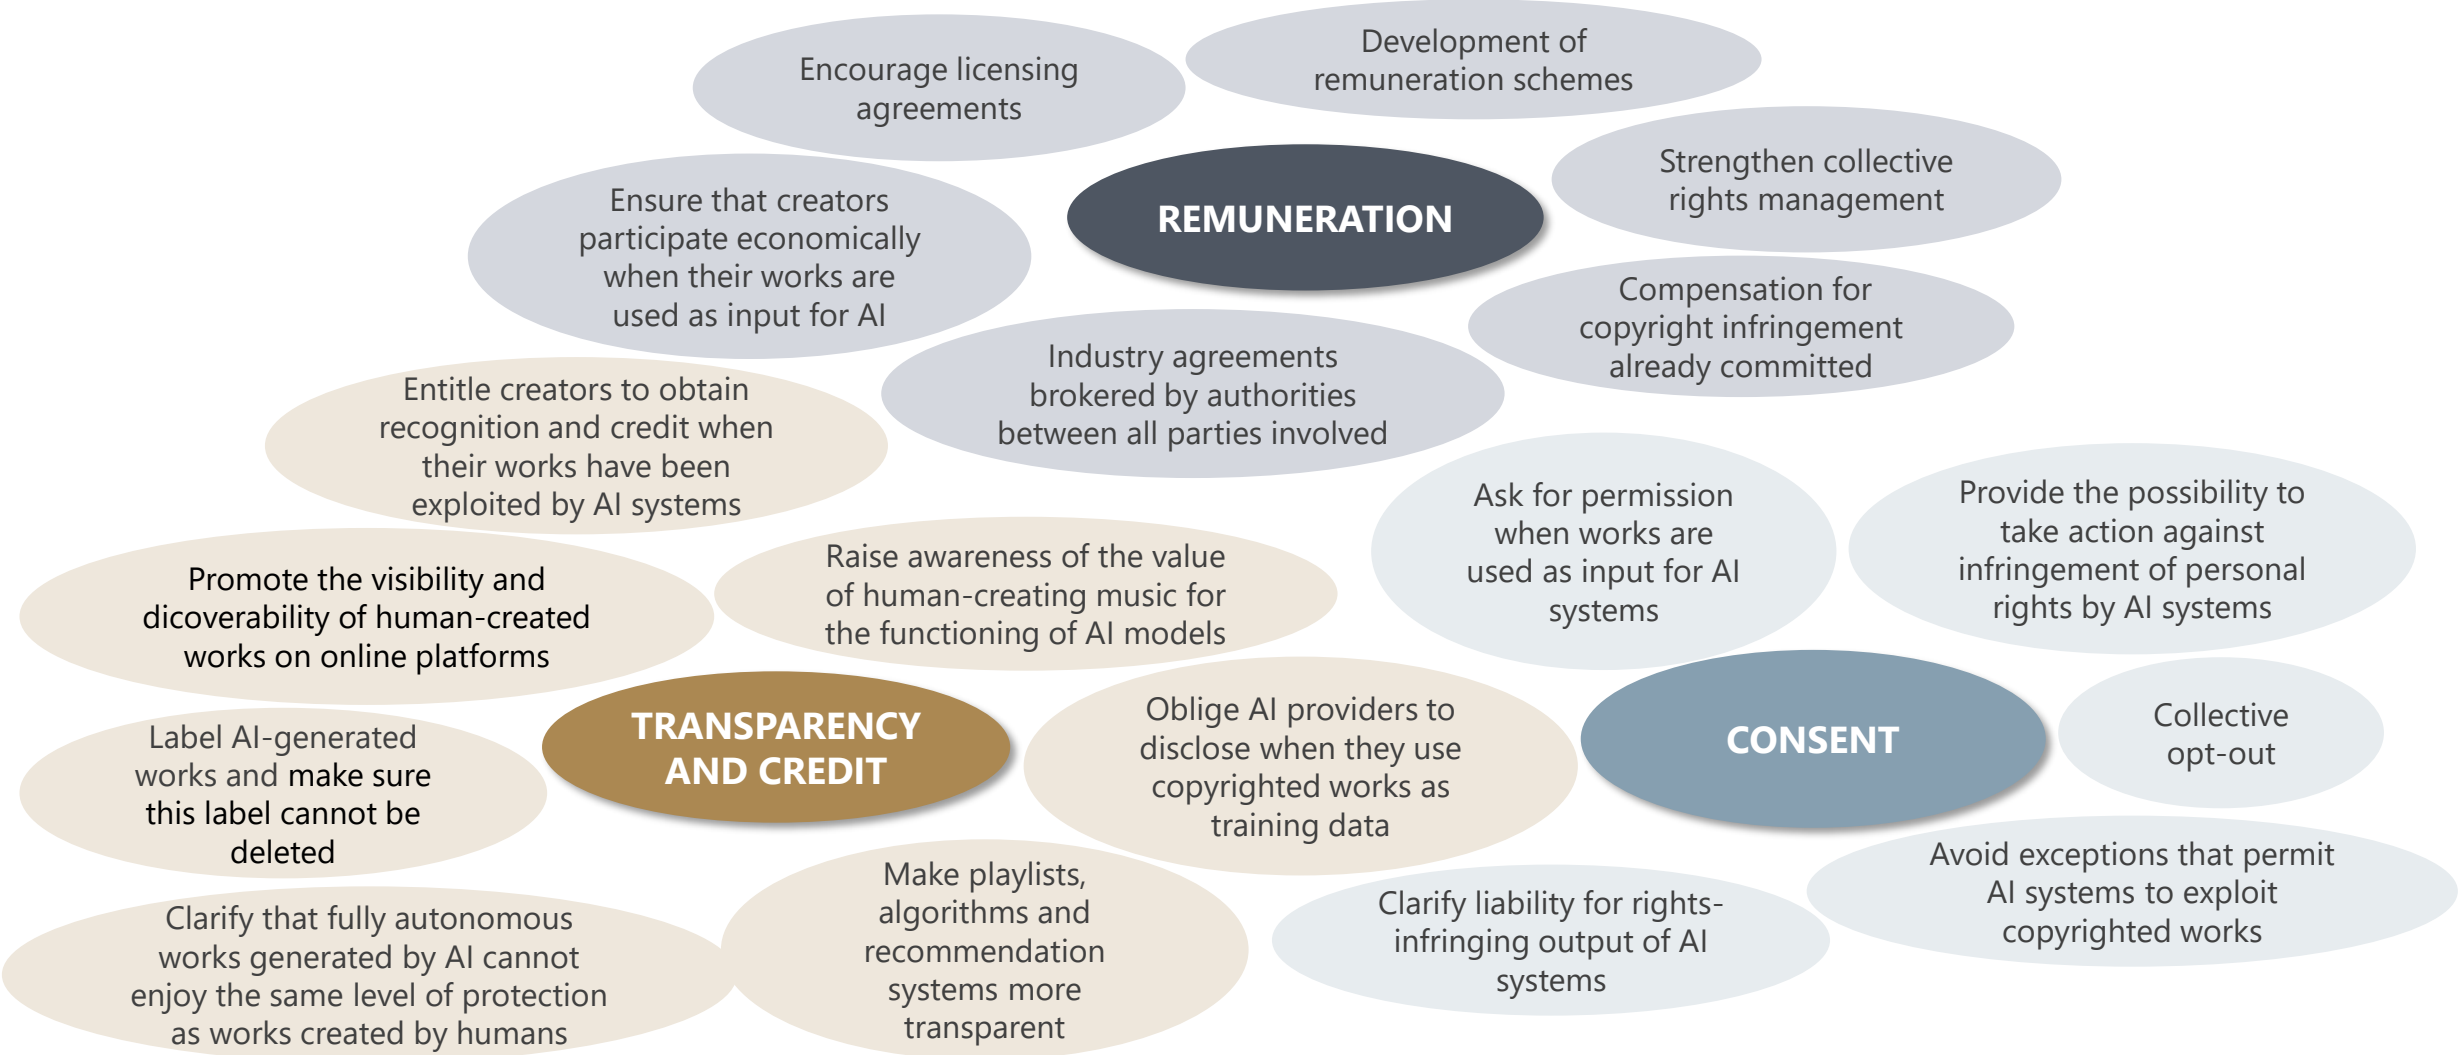 Encourage licensing
agreements
Development of
remuneration schemes
Ensure that creators
participate economically
when their works are
used as input for AI
REMUNERATION
Strengthen collective
rights management
Compensation for
copyright infringement
already committed
Industry agreements
brokered by authorities
between all parties involved
Entitle creators to obtain
recognition and credit when
their works have been
exploited by AI systems
Promote the visibility and
dicoverability of human-created
works on online platforms
Raise awareness of the value
of human-creating music for
the functioning of AI models
Ask for permission
when works are
used as input for AI
systems
Provide the possibility to
take action against
infringement of personal
rights by AI systems
Label AI-generated
works and make sure
this label cannot be
deleted
TRANSPARENCY
AND CREDIT
Oblige AI providers to
disclose when they use
copyrighted works as
training data
CONSENT
Collective
opt-out
Clarify that fully autonomous
works generated by AI cannot
enjoy the same level of protection
as works created by humans
Make playlists,
algorithms and
recommendation
systems more
transparent
Clarify liability for rights-
infringing output of AI
systems
Avoid exceptions that permit
AI systems to exploit
copyrighted works